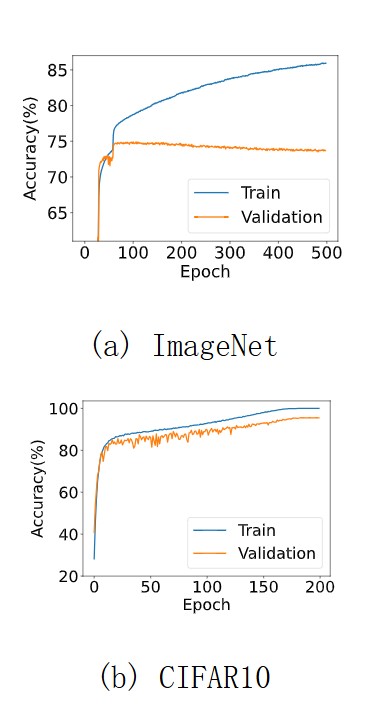 85
80
75
70
65
Accuracy(%)
Train
Validation
0 100 200 300 400 500
Epoch
(a) ImageNet
100
80
60
40
20
Accuracy(%)
Train
Validation
0 50 100 150 200
Epoch
(b) CIFAR10